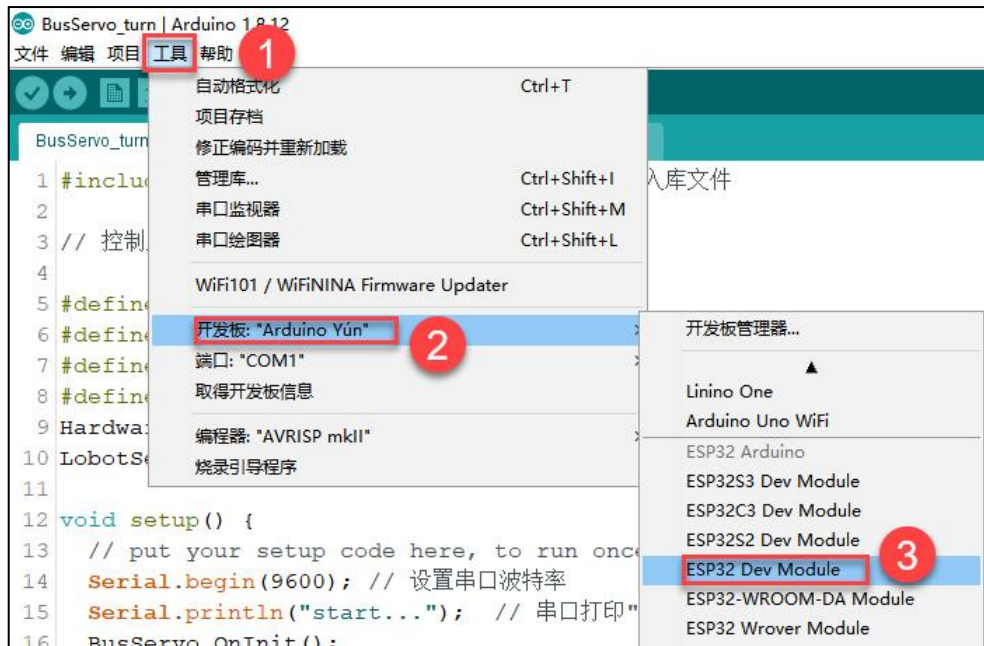 BusServo_turn | Arduino 1.8.12
文件 编辑 项目 工具 帮助
1
自动格式化 Ctrl+T
项目存档
BusServo_turn
修正编码并重新加载
1 #includ
管理库... Ctrl+Shift+I
入库文件
2
串口监视器 Ctrl+Shift+M
3 // 控制
串口绘图器 Ctrl+Shift+L
4
WiFi101 / WiFiNINA Firmware Updater
5 #define
6 #define
开发板: "Arduino Yún"
2
开发板管理器...
7 #define
端口: "COM1"
8 #define
取得开发板信息
Linino One
9 Hardwar
编程器: "AVRISP mkII"
Arduino Uno WiFi
10 LobotSe
烧录引导程序
ESP32 Arduino
11
ESP32S3 Dev Module
12 void setup() {
ESP32C3 Dev Module
13 // put your setup code here, to run once
ESP32S2 Dev Module
14 Serial.begin(9600); // 设置串口波特率
ESP32 Dev Module
3
15 Serial.println("start..."); // 串口打印"
ESP32-WROOM-DA Module
16 BusServo.OnInit();
ESP32 Wrover Module